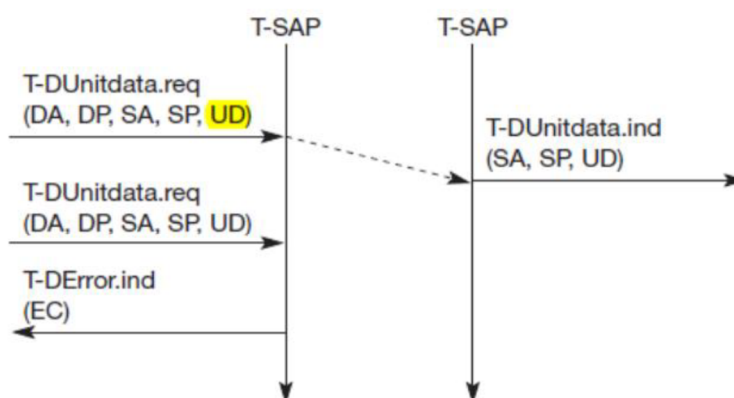 T-SAP
T-SAP
T-DUnitdata.req
(DA, DP, SA, SP, UD)
T-DUnitdata.ind
(SA, SP, UD)
T-DUnitdata.req
(DA, DP, SA, SP, UD)
T-DError.ind
(EC)